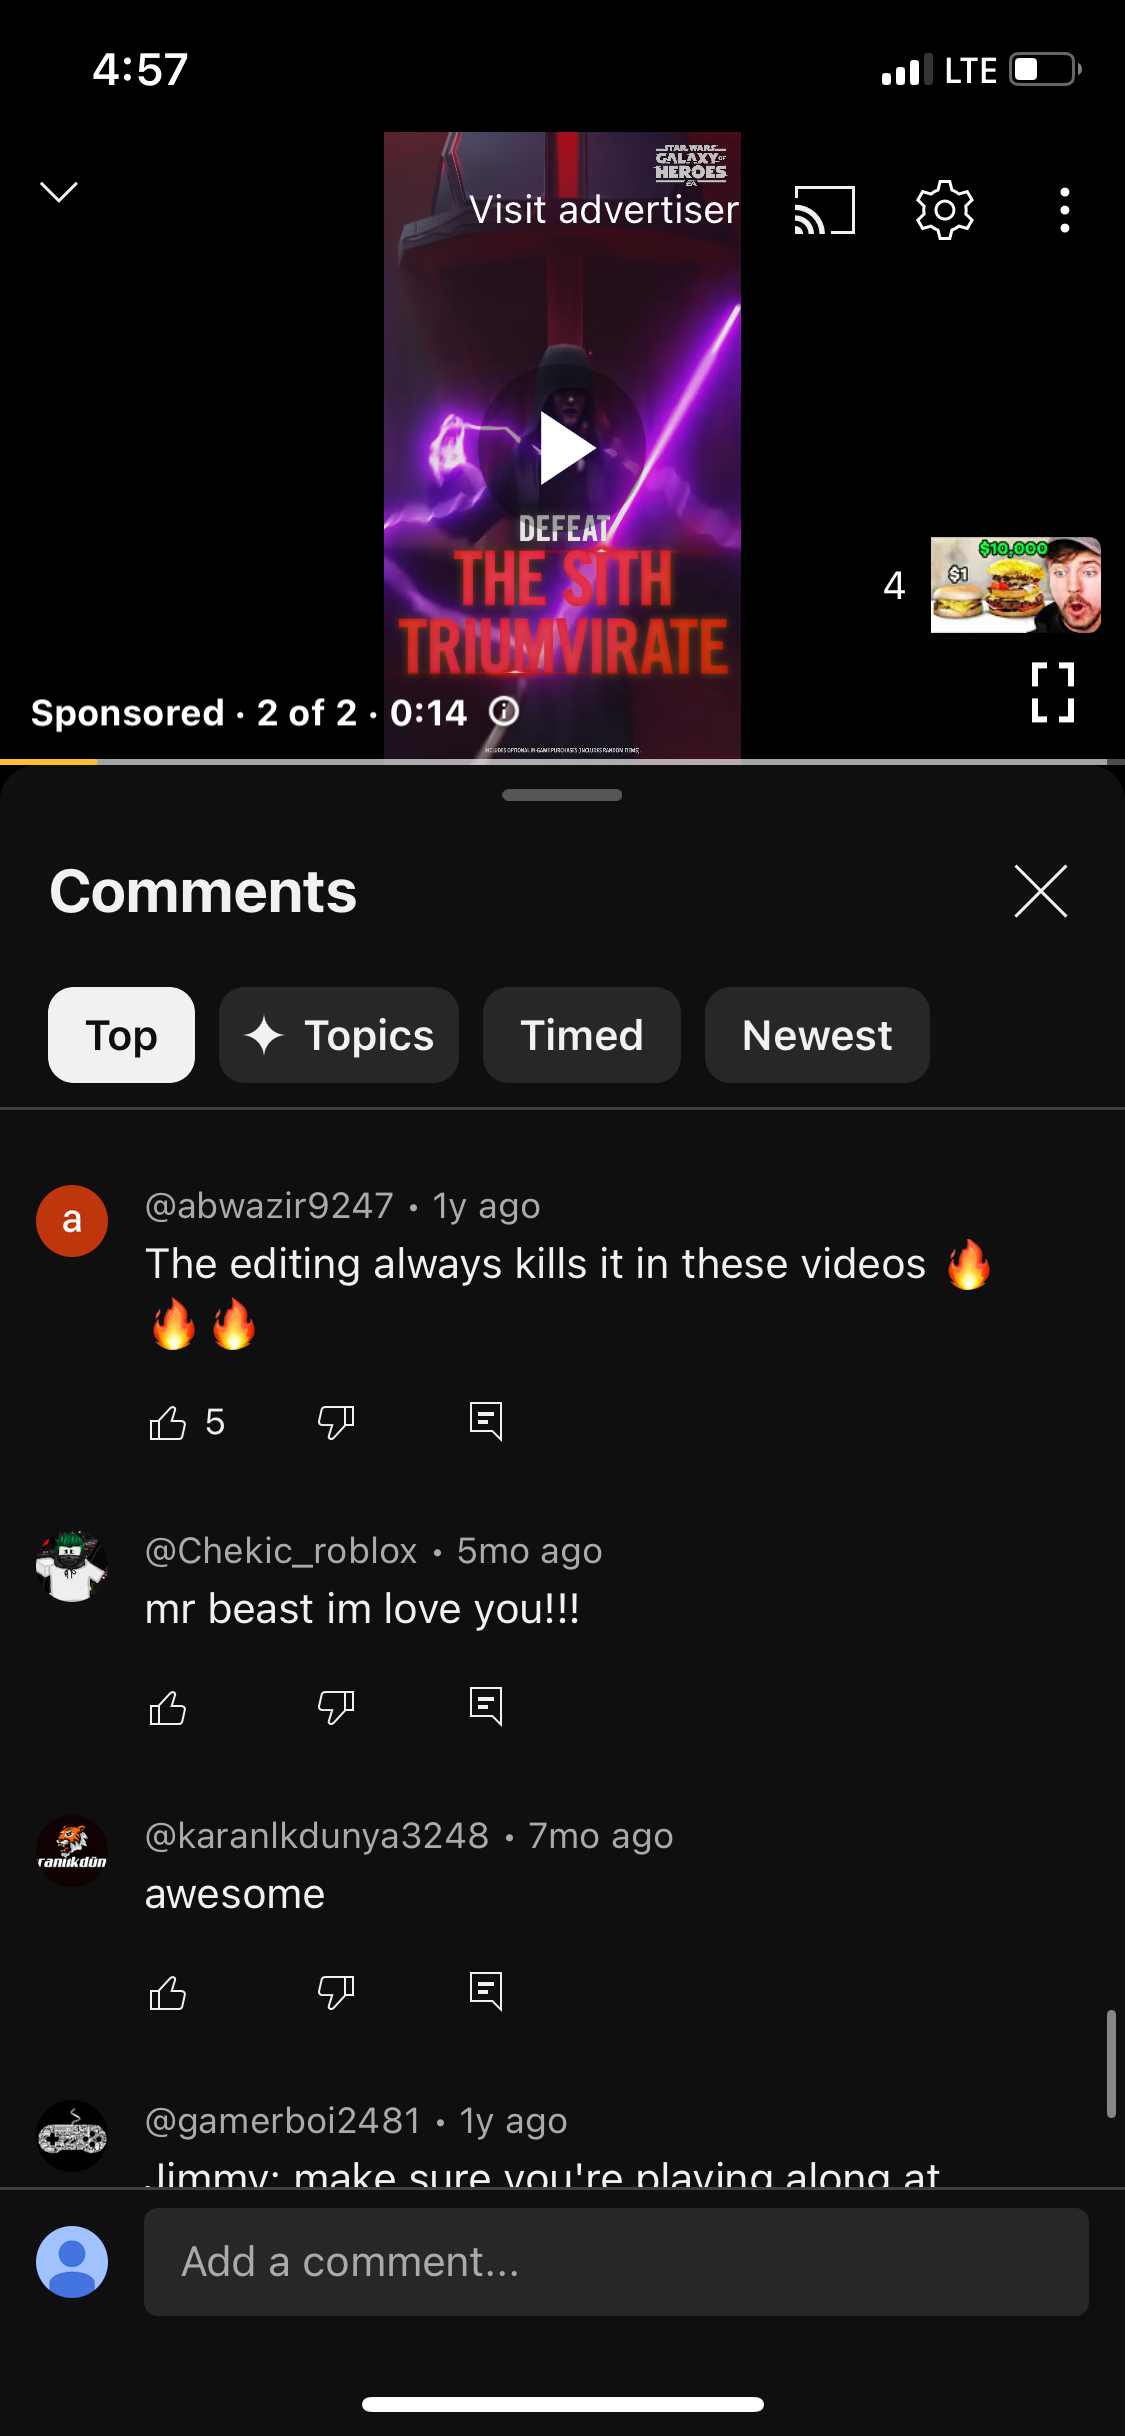 4:57
LTE
STAR WARS
GALAXY OF
HEROES
EA
Visit advertiser
DEFEAT
THE SITH
TRIUMVIRATE
4
$1
$10,000
Sponsored · 2 of 2 · 0:14
INCLUDES OPTIONAL IN-GAME PURCHASES (INCLUDES RANDOM ITEMS).
Comments
Top
Topics
Timed
Newest
a
@abwazir9247 • 1y ago
The editing always kills it in these videos 🔥
🔥🔥
5
@Chekic_roblox • 5mo ago
mr beast im love you!!!
@karanlkdunya3248 • 7mo ago
awesome
@gamerboi2481 • 1y ago
Jimmy: make sure you're playing along at
Add a comment...